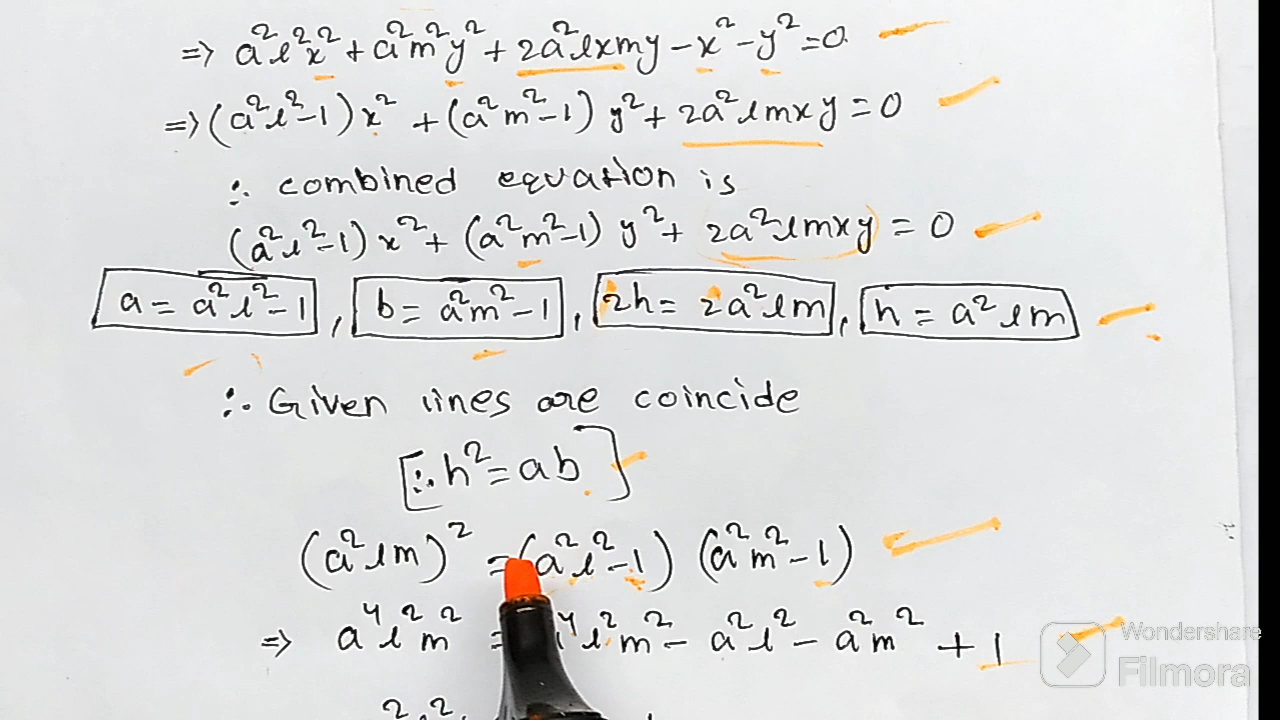 => a²l²x² + a²m²y² + 2a²lxmy - x² - y² = 0.
=> (a²l²-1) x² + (a²m²-1) y² + 2a²lmxy = 0
∴ combined equation is
(a²l²-1) x² + (a²m²-1) y² + 2a²lmxy = 0
a = a²l²-1 , b = a²m²-1 , 2h = 2a²lm , h = a²lm
∴ Given lines are coincide
[∴ h² = ab]
(a²lm)² = (a²l²-1) (a²m²-1)
=> a⁴l²m² = ⁴l²m² - a²l² - a²m² + 1
Wondershare
Filmora